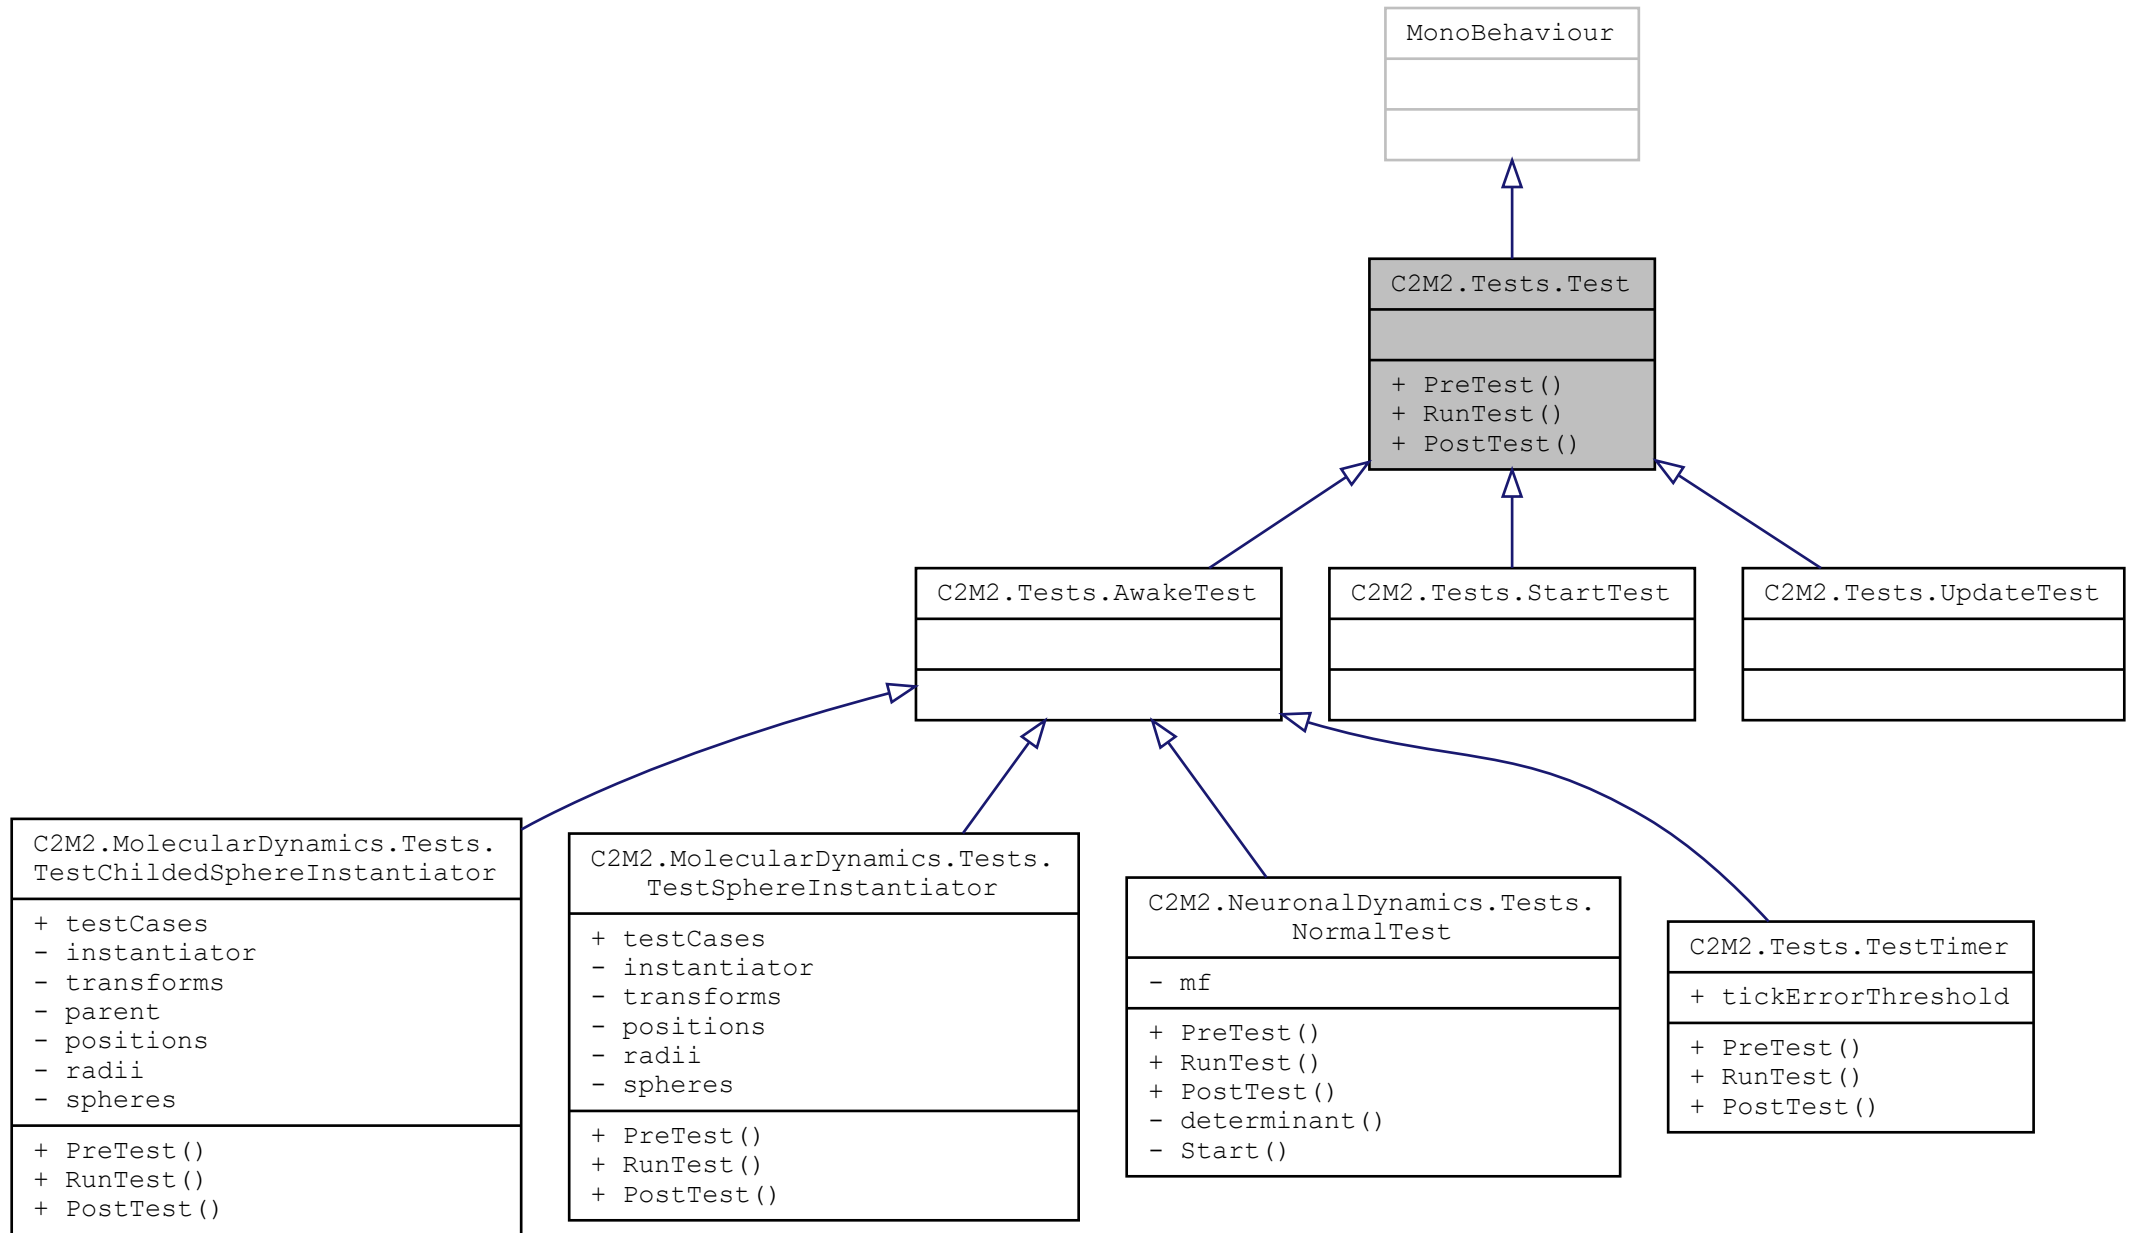 MonoBehaviour
C2M2.Tests.Test
+ PreTest()
+ RunTest()
+ PostTest()
C2M2.Tests.AwakeTest
C2M2.Tests.StartTest
C2M2.Tests.UpdateTest
C2M2.MolecularDynamics.Tests.
TestChildedSphereInstantiator
+ testCases
- instantiator
- transforms
- parent
- positions
- radii
- spheres
+ PreTest()
+ RunTest()
+ PostTest()
C2M2.MolecularDynamics.Tests.
TestSphereInstantiator
+ testCases
- instantiator
- transforms
- positions
- radii
- spheres
+ PreTest()
+ RunTest()
+ PostTest()
C2M2.NeuronalDynamics.Tests.
NormalTest
- mf
+ PreTest()
+ RunTest()
+ PostTest()
- determinant()
- Start()
C2M2.Tests.TestTimer
+ tickErrorThreshold
+ PreTest()
+ RunTest()
+ PostTest()